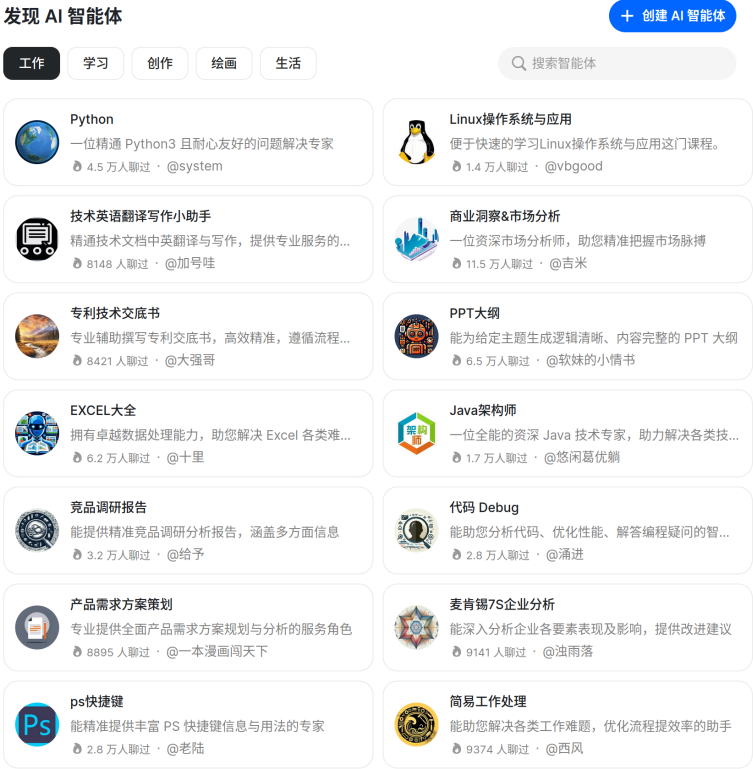 发现 AI 智能体
+ 创建 AI 智能体
工作
学习
创作
绘画
生活
搜索智能体
Python
一位精通 Python3 且耐心友好的问题解决专家
4.5 万人聊过 · @system
Linux操作系统与应用
便于快速的学习Linux操作系统与应用这门课程。
1.4 万人聊过 · @vbgood
技术英语翻译写作小助手
精通技术文档中英翻译与写作，提供专业服务的...
8148 人聊过 · @加号哇
商业洞察&市场分析
一位资深市场分析师，助您精准把握市场脉搏
11.5 万人聊过 · @吉米
专利技术交底书
专业辅助撰写专利交底书，高效精准，遵循流程...
8421 人聊过 · @大强哥
PPT大纲
能为给定主题生成逻辑清晰、内容完整的 PPT 大纲
6.5 万人聊过 · @软妹の小情书
EXCEL大全
拥有卓越数据处理能力，助您解决 Excel 各类难...
6.2 万人聊过 · @十里
架构
师
Java架构师
一位全能的资深 Java 技术专家，助力解决各类技...
1.7 万人聊过 · @悠闲葛优躺
竞品调研报告
能提供精准竞品调研分析报告，涵盖多方面信息
3.2 万人聊过 · @给予
代码 Debug
能助您分析代码、优化性能、解答编程疑问的智...
2.8 万人聊过 · @涌进
产品需求方案策划
专业提供全面产品需求方案规划与分析的服务角色
8895 人聊过 · @一本漫画闯天下
麦肯锡7S企业分析
能深入分析企业各要素表现及影响，提供改进建议
9141 人聊过 · @浊雨落
Ps
ps快捷键
能精准提供丰富 PS 快捷键信息与用法的专家
2.8 万人聊过 · @老陆
简易工作处理
能助您解决各类工作难题，优化流程提效率的助手
9374 人聊过 · @西风